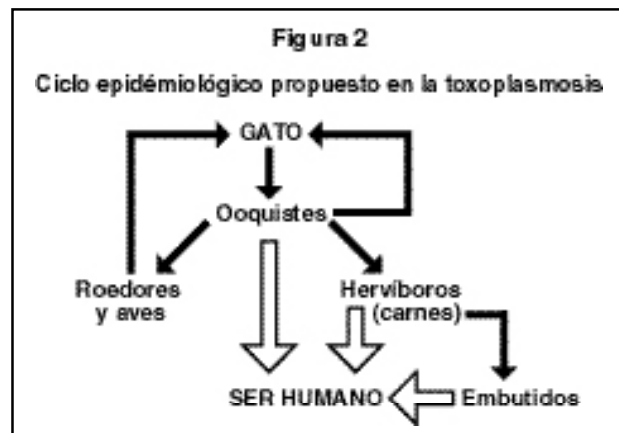 Figura 2
Ciclo epidémiológico propuesto en la toxoplasmosis
GATO
Ooquistes
Roedores
y aves
Hervíboros
(carnes)
SER HUMANO
Embutidos